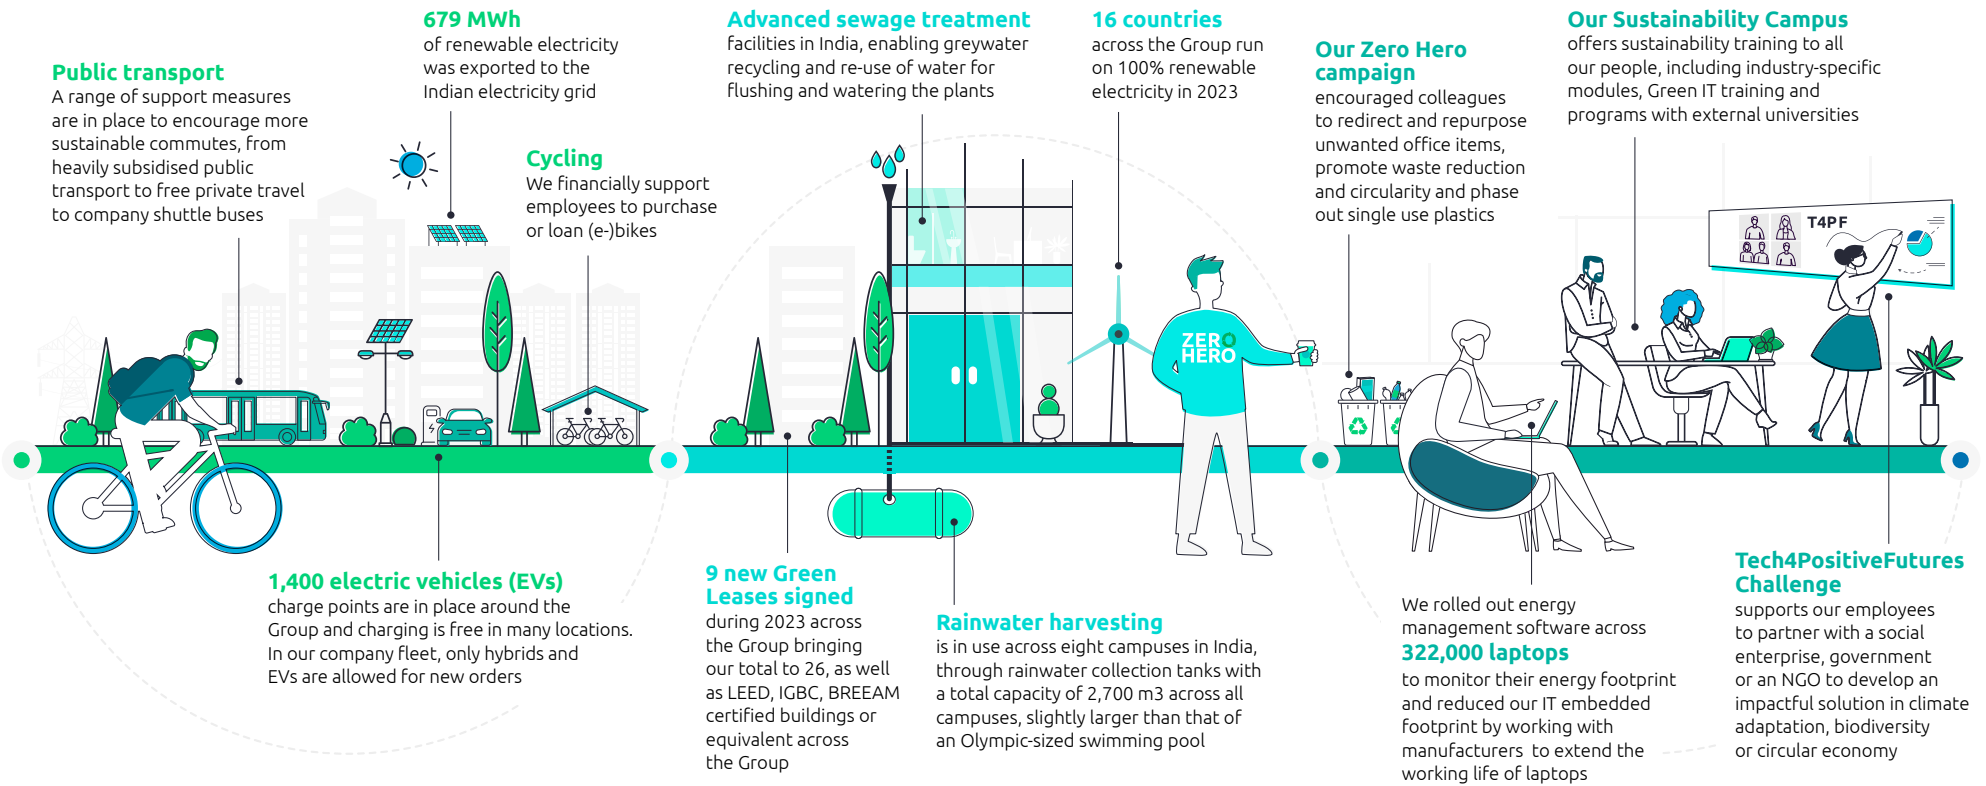 Public transport
A range of support measures
are in place to encourage more
sustainable commutes, from
heavily subsidised public
transport to free private travel
to company shuttle buses
679 MWh
of renewable electricity
was exported to the
Indian electricity grid
Cycling
We financially support
employees to purchase
or loan (e-)bikes
1,400 electric vehicles (EVs)
charge points are in place around the
Group and charging is free in many locations.
In our company fleet, only hybrids and
EVs are allowed for new orders
Advanced sewage treatment
facilities in India, enabling greywater
recycling and re-use of water for
flushing and watering the plants
16 countries
across the Group run
on 100% renewable
electricity in 2023
ZERO
HERO
9 new Green
Leases signed
during 2023 across
the Group bringing
our total to 26, as well
as LEED, IGBC, BREEAM
certified buildings or
equivalent across
the Group
Rainwater harvesting
is in use across eight campuses in India,
through rainwater collection tanks with
a total capacity of 2,700 m3 across all
campuses, slightly larger than that of
an Olympic-sized swimming pool
Our Zero Hero
campaign
encouraged colleagues
to redirect and repurpose
unwanted office items,
promote waste reduction
and circularity and phase
out single use plastics
Our Sustainability Campus
offers sustainability training to all
our people, including industry-specific
modules, Green IT training and
programs with external universities
T4PF
We rolled out energy
management software across
322,000 laptops
to monitor their energy footprint
and reduced our IT embedded
footprint by working with
manufacturers to extend the
working life of laptops
Tech4PositiveFutures
Challenge
supports our employees
to partner with a social
enterprise, government
or an NGO to develop an
impactful solution in climate
adaptation, biodiversity
or circular economy